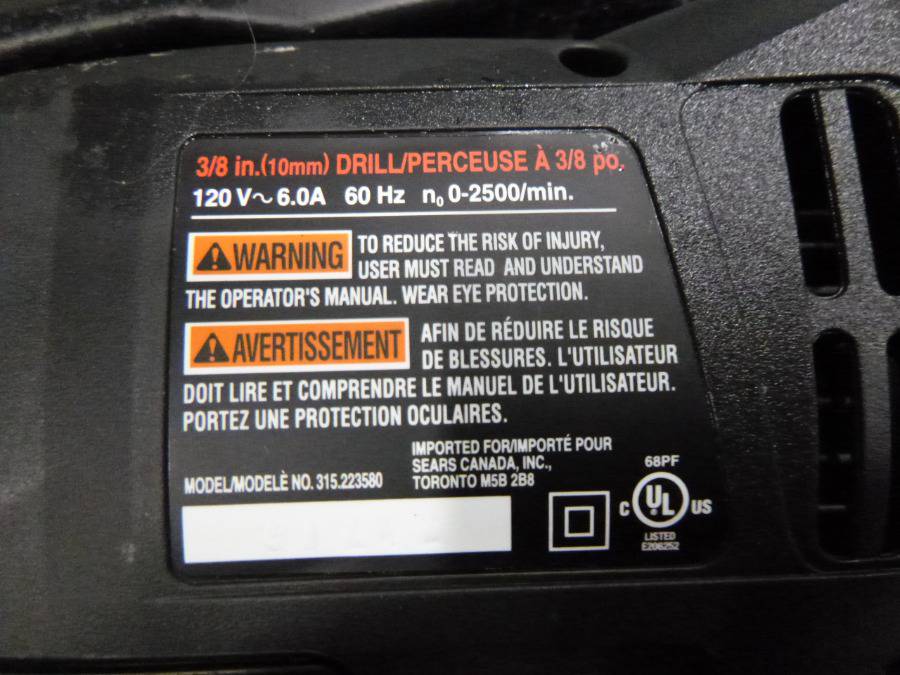 3/8 in.(10mm) DRILL/PERCEUSE À 3/8 po.
120 V~ 6.0A 60 Hz n₀ 0-2500/min.
WARNING TO REDUCE THE RISK OF INJURY,
USER MUST READ AND UNDERSTAND
THE OPERATOR'S MANUAL. WEAR EYE PROTECTION.
AVERTISSEMENT AFIN DE RÉDUIRE LE RISQUE
DE BLESSURES. L'UTILISATEUR
DOIT LIRE ET COMPRENDRE LE MANUEL DE L'UTILISATEUR.
PORTEZ UNE PROTECTION OCULAIRES.
IMPORTED FOR/IMPORTÉ POUR
SEARS CANADA, INC.,
TORONTO M5B 2B8
MODEL/MODELÈ NO. 315.223580
68PF
C UL US
LISTED
E206252